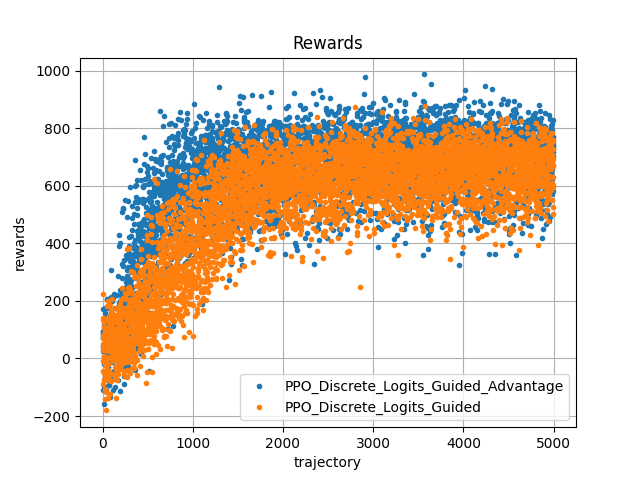 Rewards
1000
800
600
400
200
0
−200
rewards
0
1000
2000
3000
4000
5000
trajectory
PPO_Discrete_Logits_Guided_Advantage
PPO_Discrete_Logits_Guided